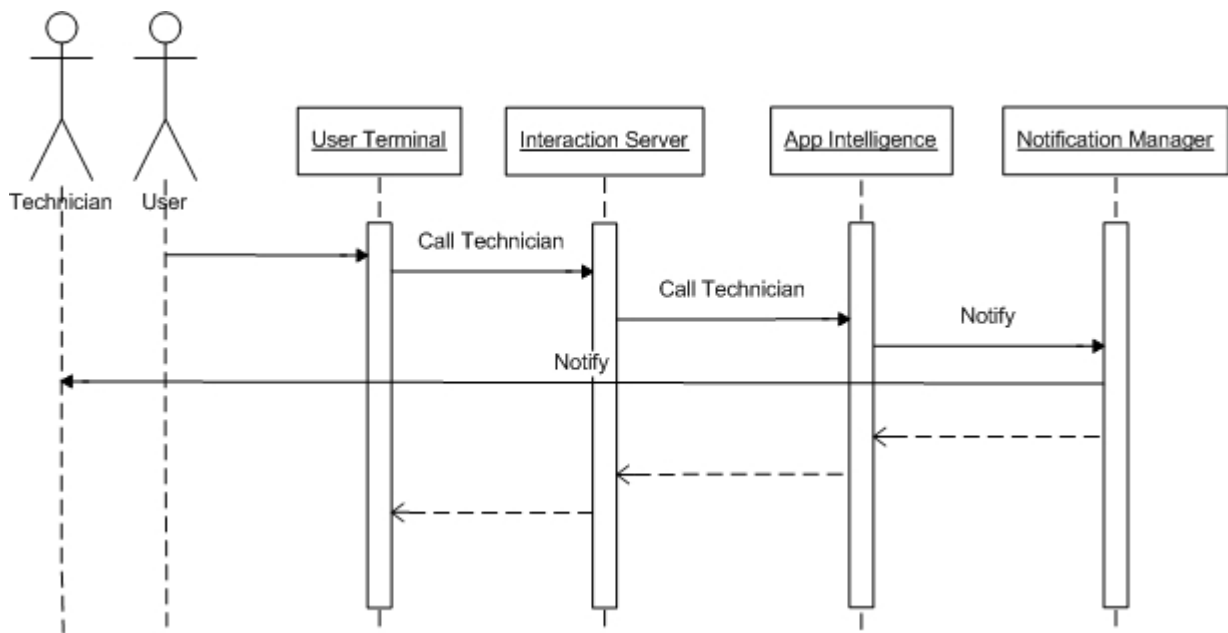 User Terminal
Interaction Server
App Intelligence
Notification Manager
Technician
User
Call Technician
Call Technician
Notify
Notify